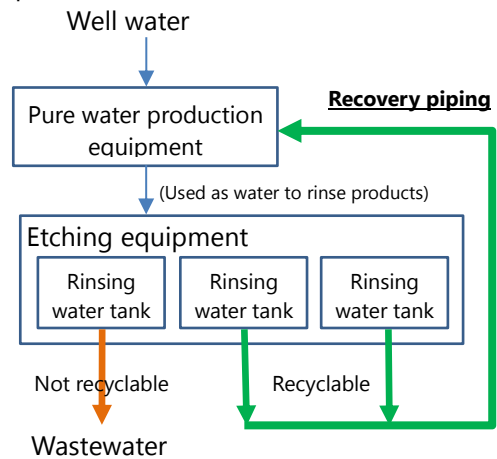 Well water
Recovery piping
Pure water production
equipment
(Used as water to rinse products)
Etching equipment
Rinsing
water tank
Rinsing
water tank
Rinsing
water tank
Not recyclable
Recyclable
Wastewater